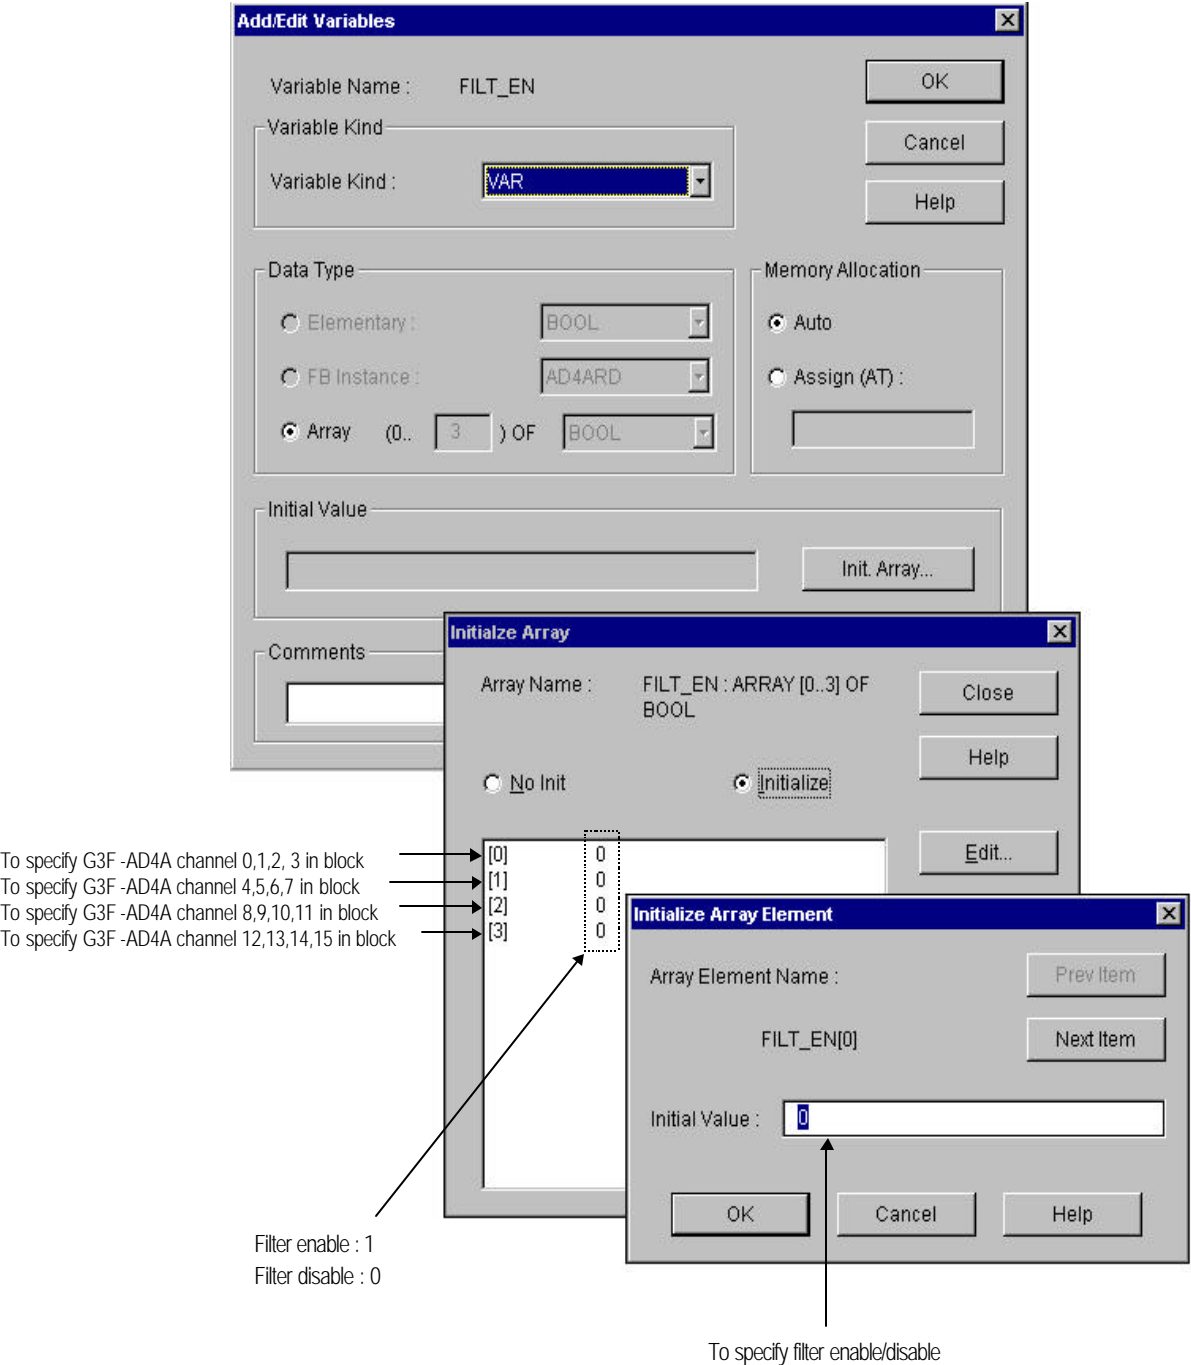 Add/Edit Variables
Variable Name : FILT_EN
OK
Variable Kind
Cancel
Variable Kind : VAR
Help
Data Type
Memory Allocation
Elementary : BOOL
Auto
FB Instance : AD4ARD
Assign (AT) :
Array (0.. 3 ) OF BOOL
Initial Value
Init. Array...
Comments
Initialze Array
Array Name : FILT_EN : ARRAY [0..3] OF
BOOL
Close
Help
No Init
Initialize
To specify G3F -AD4A channel 0,1,2, 3 in block
[0] 0
Edit...
To specify G3F -AD4A channel 4,5,6,7 in block
[1] 0
To specify G3F -AD4A channel 8,9,10,11 in block
[2] 0
To specify G3F -AD4A channel 12,13,14,15 in block
[3] 0
Initialize Array Element
Array Element Name :
Prev Item
FILT_EN[0]
Next Item
Initial Value : 0
OK
Cancel
Help
Filter enable : 1
Filter disable : 0
To specify filter enable/disable